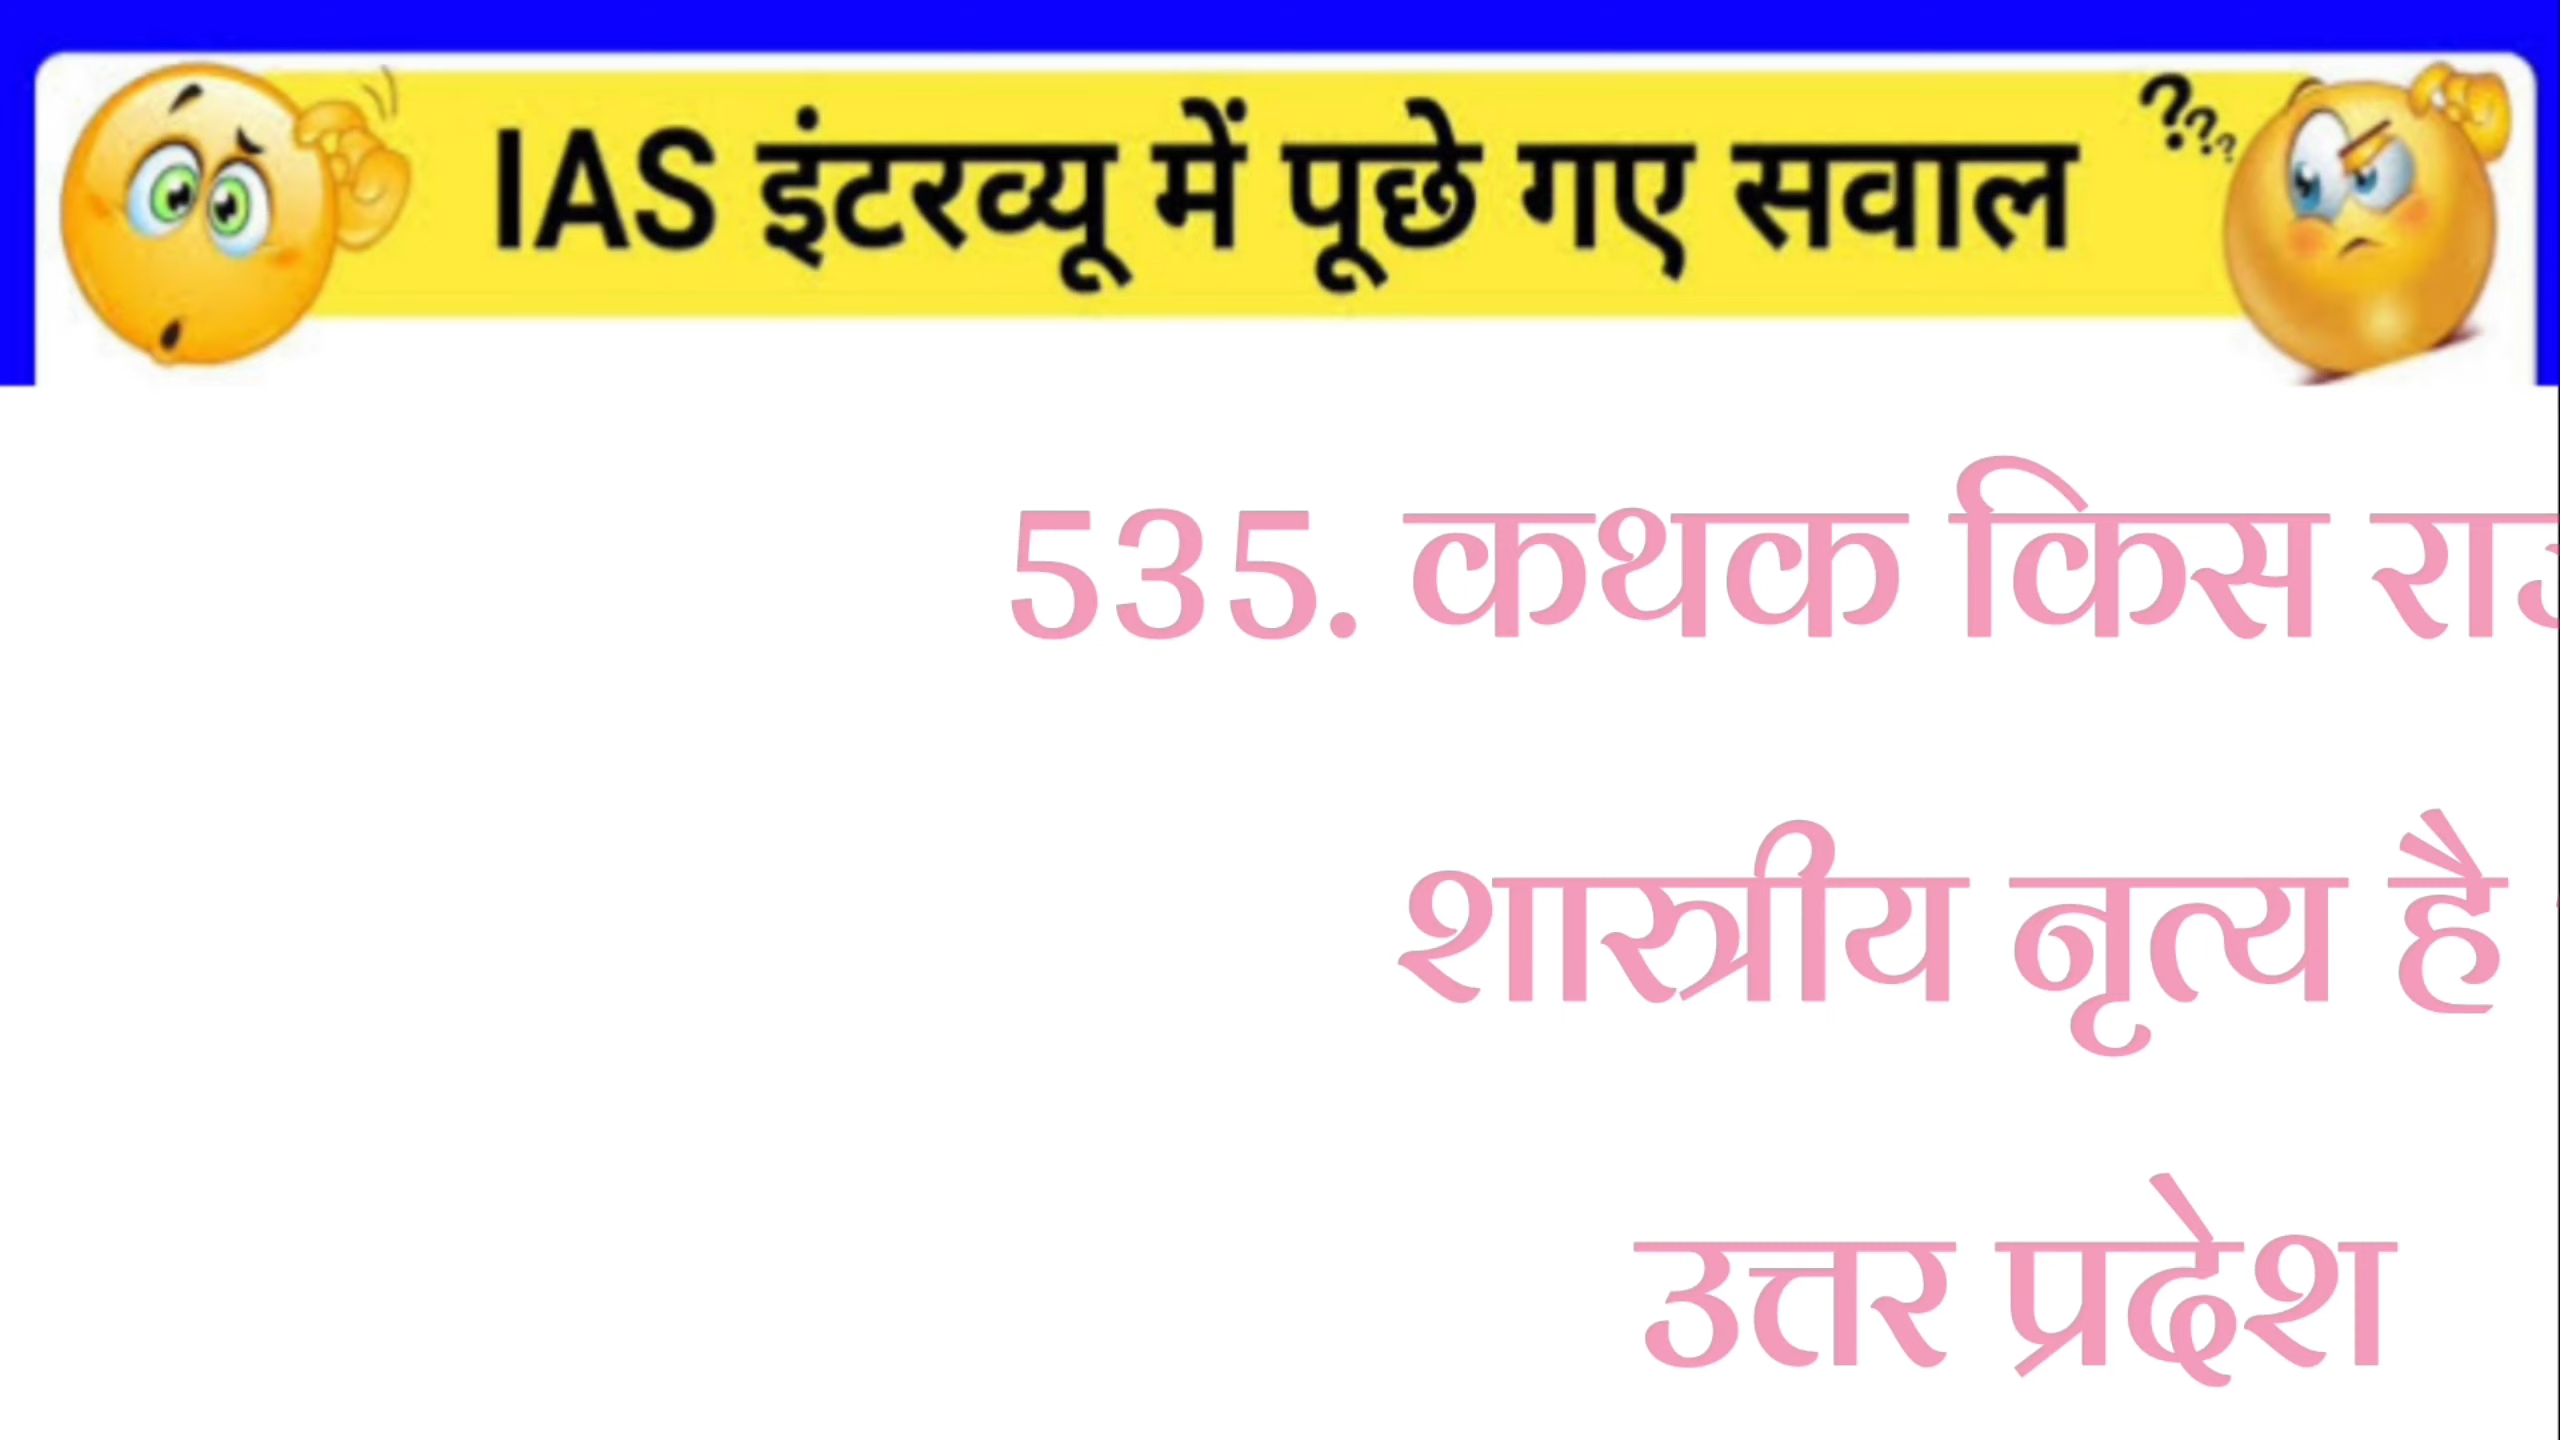 IAS इंटरव्यू में पूछे गए सवाल
???
535. कथक किस
शास्त्रीय नृत्य है
उत्तर प्रदेश